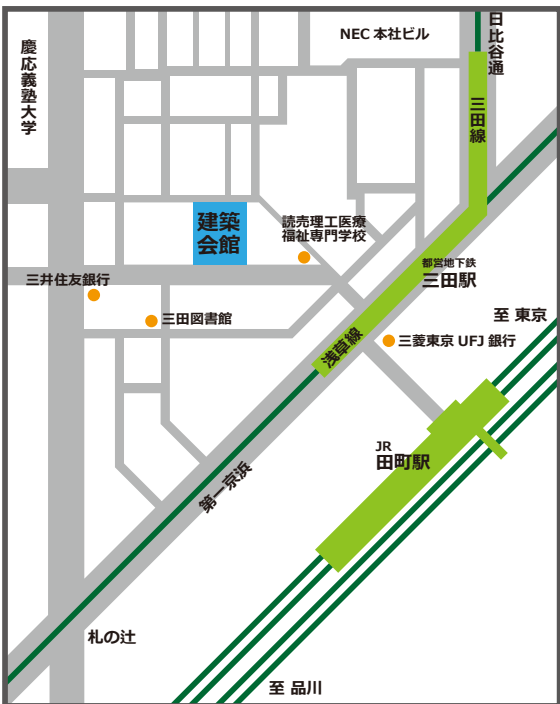 慶応義塾大学
NEC 本社ビル
日比谷通
三田線
建築
会館
読売理工医療
福祉専門学校
都営地下鉄
三田駅
三井住友銀行
三田図書館
至 東京
浅草線
三菱東京 UFJ 銀行
JR
田町駅
第一京浜
札の辻
至 品川